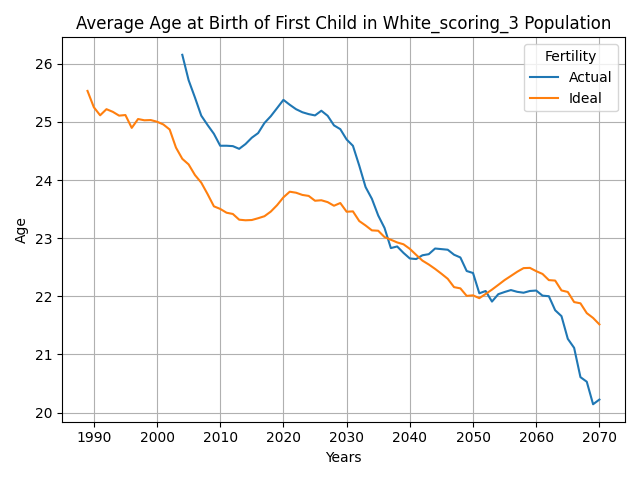 Average Age at Birth of First Child in White_scoring_3 Population
Fertility
Actual
Ideal
Age
26
25
24
23
22
21
20
1990 2000 2010 2020 2030 2040 2050 2060 2070
Years